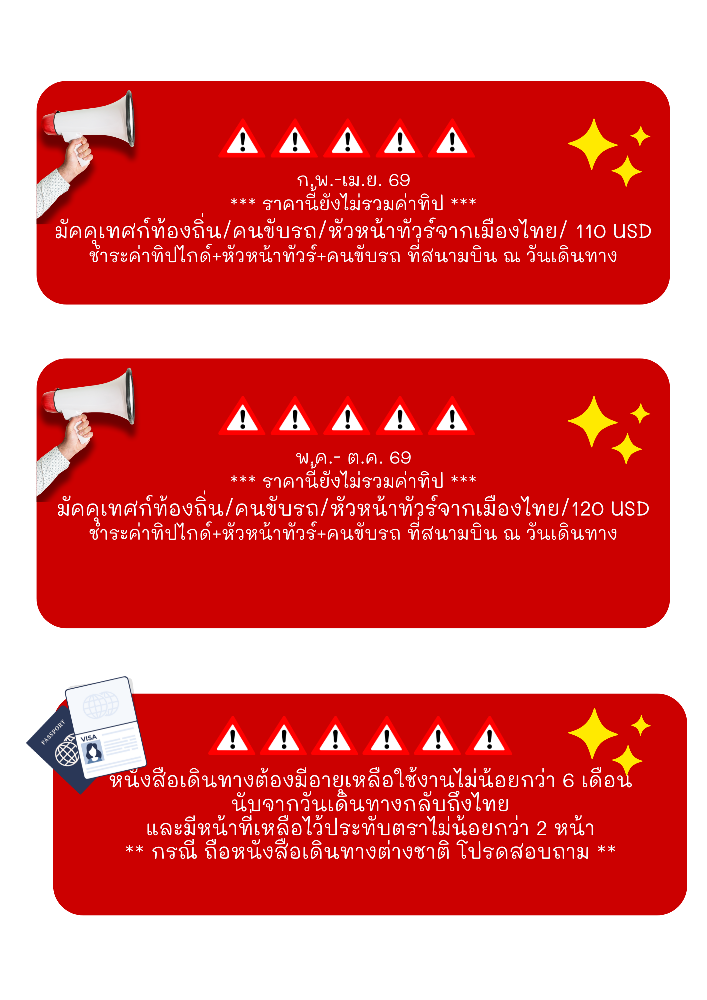 ก.พ.-เม.ย. 69
*** ราคานี้ยังไม่รวมค่าทิป ***
มัคคุเทศก์ท้องถิ่น/คนขับรถ/หัวหน้าทัวร์จากเมืองไทย/ 110 USD
ชำระค่าทิปไกด์+หัวหน้าทัวร์+คนขับรถ ที่สนามบิน ณ วันเดินทาง
พ.ค.- ต.ค. 69
*** ราคานี้ยังไม่รวมค่าทิป ***
มัคคุเทศก์ท้องถิ่น/คนขับรถ/หัวหน้าทัวร์จากเมืองไทย/120 USD
ชำระค่าทิปไกด์+หัวหน้าทัวร์+คนขับรถ ที่สนามบิน ณ วันเดินทาง
PASSPORT
VISA
หนังสือเดินทางต้องมีอายุเหลือใช้งานไม่น้อยกว่า 6 เดือน
นับจากวันเดินทางกลับถึงไทย
และมีหน้าที่เหลือไว้ประทับตราไม่น้อยกว่า 2 หน้า
** กรณี ถือหนังสือเดินทางต่างชาติ โปรดสอบถาม **